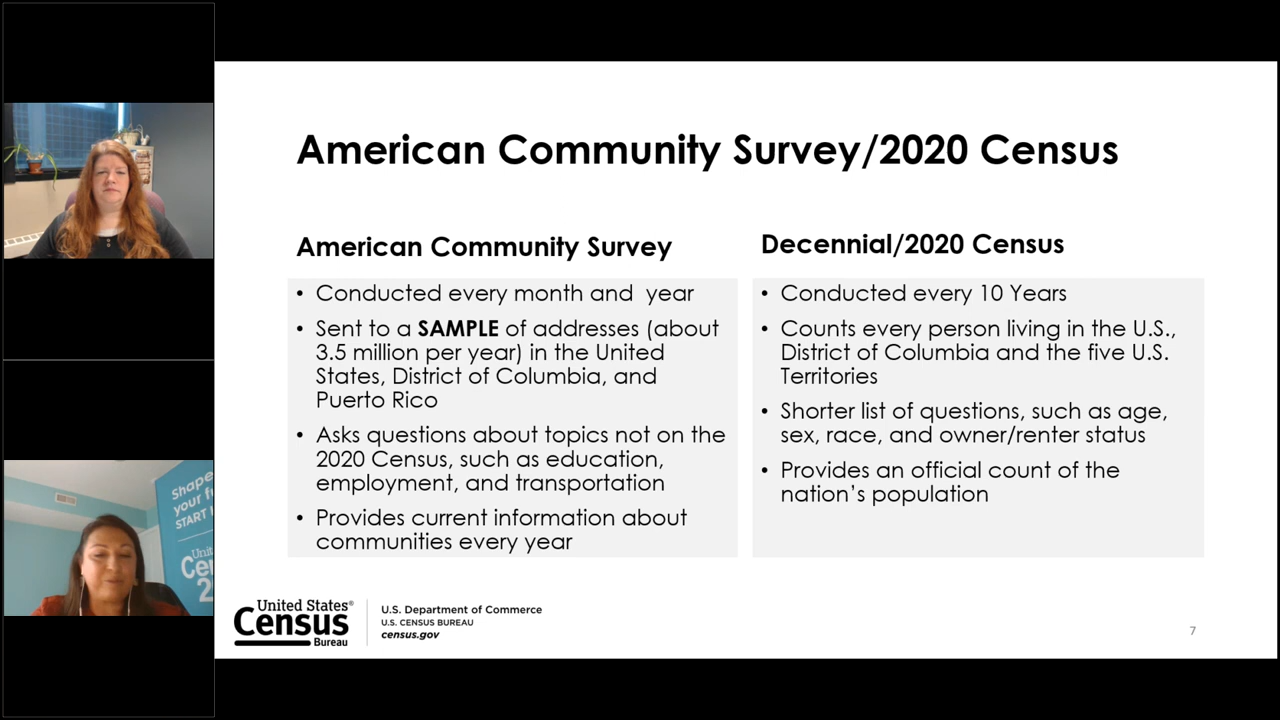 American Community Survey/2020 Census
American Community Survey
• Conducted every month and  year
• Sent to a SAMPLE of addresses (about
3.5 million per year) in the United
States, District of Columbia, and
Puerto Rico
• Asks questions about topics not on the
2020 Census, such as education,
employment, and transportation
• Provides current information about
communities every year
Decennial/2020 Census
• Conducted every 10 Years
• Counts every person living in the U.S.,
District of Columbia and the five U.S.
Territories
• Shorter list of questions, such as age,
sex, race, and owner/renter status
• Provides an official count of the
nation's population
United States®
Census
Bureau
U.S. Department of Commerce
U.S. CENSUS BUREAU
census.gov
7
Shape
your
START